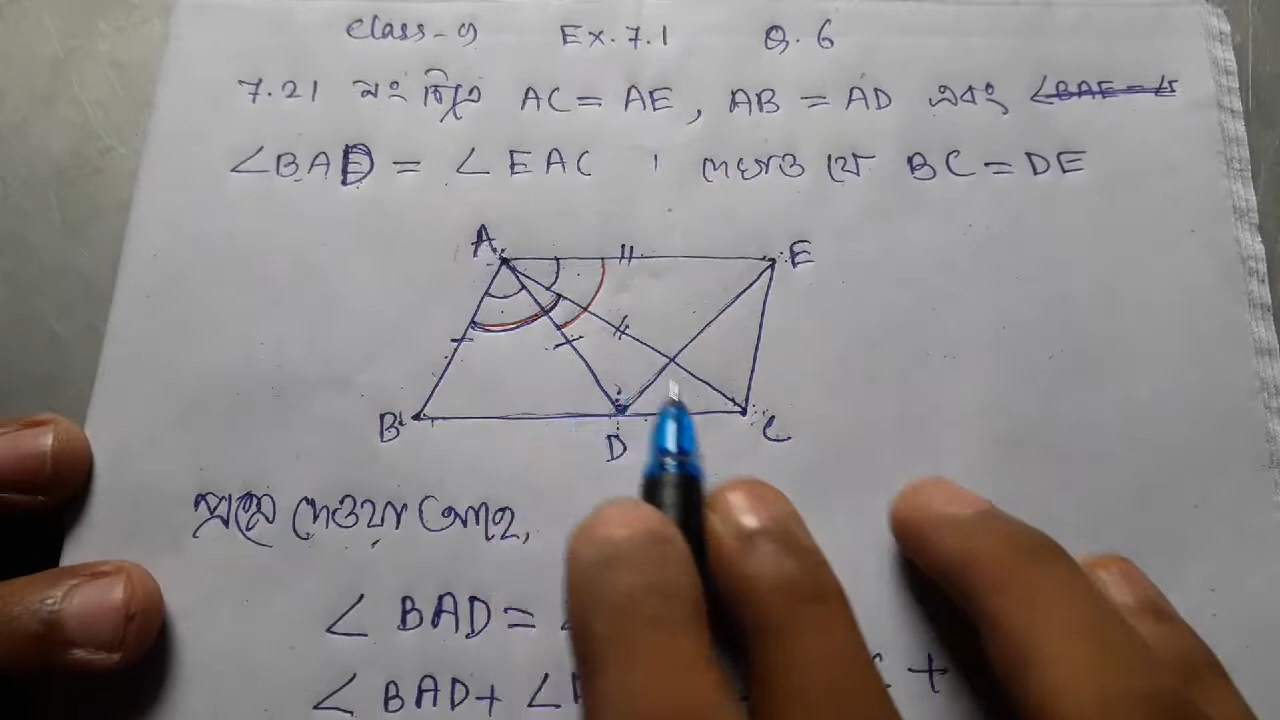 Class - 9 Ex. 7.1 Q. 6
7.21 নং চিত্রে AC = AE, AB = AD এবং
∠BAD = ∠EAC । দেখাও যে BC = DE
A
E
B
D
C
প্রশ্নে দেওয়া আছে,
∠ BAD =
∠ BAD + ∠
+